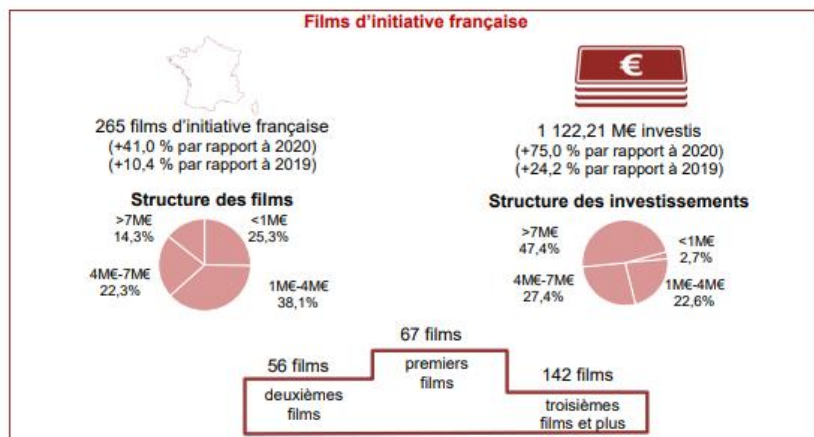 Films d'initiative française
€
265 films d'initiative française
(+41,0 % par rapport à 2020)
(+10,4 % par rapport à 2019)
1 122,21 M€ investis
(+75,0 % par rapport à 2020)
(+24,2 % par rapport à 2019)
Structure des films
>7M€
14,3%
<1M€
25,3%
4M€-7M€
22,3%
1M€-4M€
38,1%
Structure des investissements
>7M€
47,4%
<1M€
2,7%
4M€-7M€
27,4%
1M€-4M€
22,6%
67 films
premiers
films
56 films
deuxièmes
films
142 films
troisièmes
films et plus